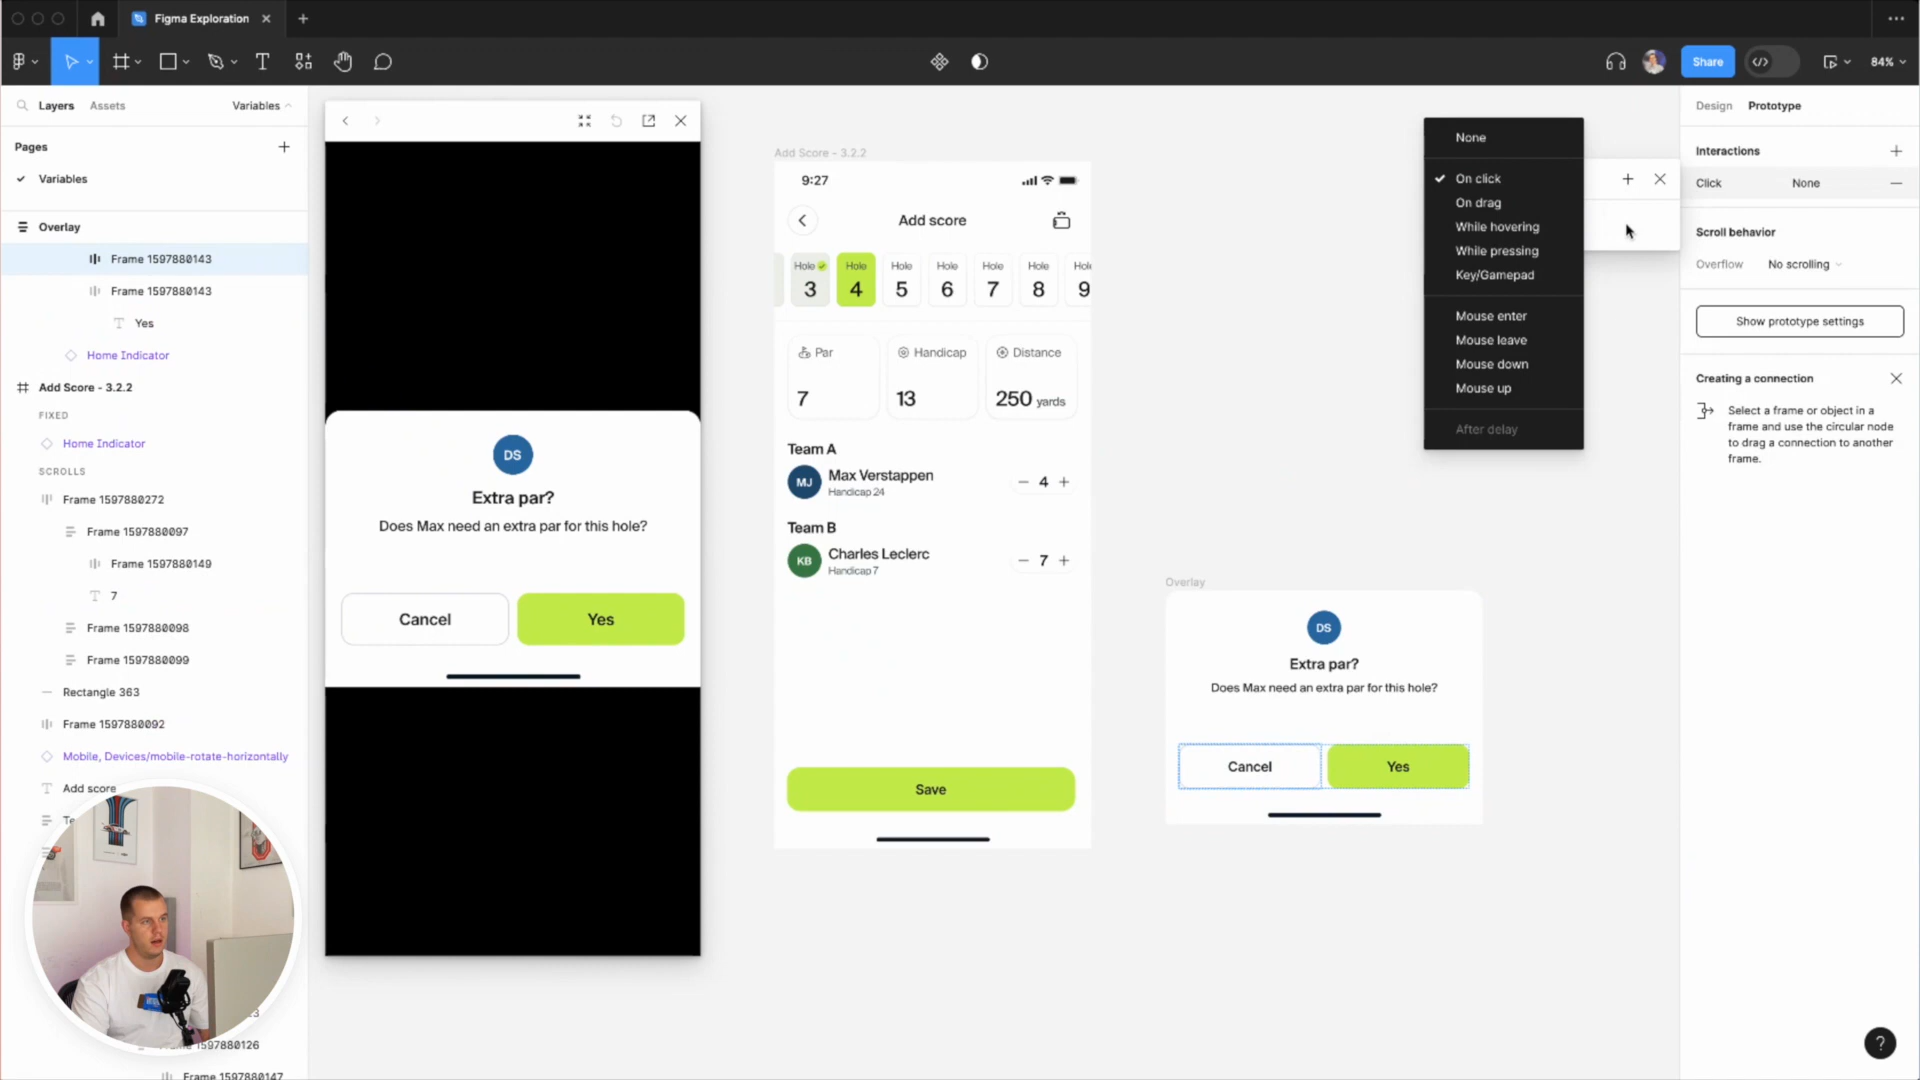 Figma Exploration
Share
84%
Layers
Assets
Variables
Pages
Variables
Overlay
Frame 1597880143
Frame 1597880143
Yes
Home Indicator
Add Score - 3.2.2
FIXED
Home Indicator
SCROLLS
Frame 1597880272
Frame 1597880097
Frame 1597880149
7
Frame 1597880098
Frame 1597880099
Rectangle 363
Frame 1597880092
Mobile, Devices/mobile-rotate-horizontally
Add score
1597880126
Frame 1597880147
DS
Extra par?
Does Max need an extra par for this hole?
Cancel
Yes
Add Score - 3.2.2
9:27
Add score
Hole Hole Hole Hole Hole Hole
3 4 5 6 7 8 9
Par
Handicap
Distance
7
13
250 yards
Team A
MJ
Max Verstappen
Handicap 24
4
Team B
KB
Charles Leclerc
Handicap 7
7
Save
Overlay
DS
Extra par?
Does Max need an extra par for this hole?
Cancel
Yes
None
On click
On drag
While hovering
While pressing
Key/Gamepad
Mouse enter
Mouse leave
Mouse down
Mouse up
After delay
Design
Prototype
Interactions
Click
None
Scroll behavior
Overflow
No scrolling
Show prototype settings
Creating a connection
Select a frame or object in a
frame and use the circular node
to drag a connection to another
frame.
?